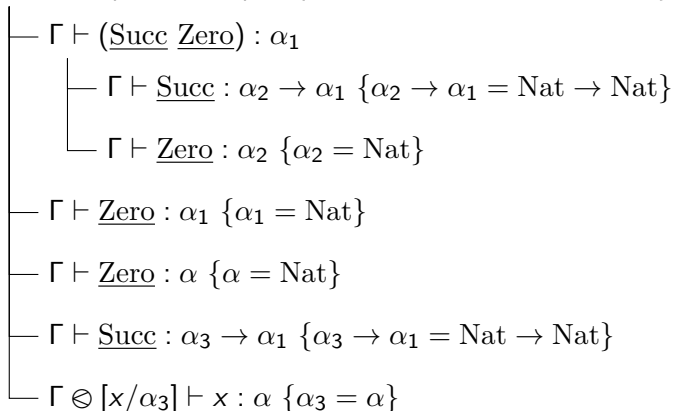 Γ ⊢ (Succ Zero) : α₁
Γ ⊢ Succ : α₂ → α₁ {α₂ → α₁ = Nat → Nat}
Γ ⊢ Zero : α₂ {α₂ = Nat}
Γ ⊢ Zero : α₁ {α₁ = Nat}
Γ ⊢ Zero : α {α = Nat}
Γ ⊢ Succ : α₃ → α₁ {α₃ → α₁ = Nat → Nat}
Γ ⧀ [x/α₃] ⊢ x : α {α₃ = α}